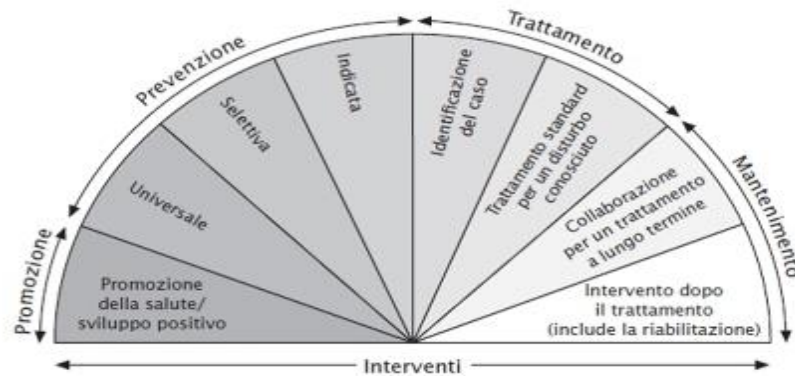 Promozione
Prevenzione
Trattamento
Mantenimento
Promozione
della salute/
sviluppo positivo
Universale
Selettiva
Indicata
Identificazione
del caso
Trattamento standard
per un disturbo
conosciuto
Collaborazione
per un trattamento
a lungo termine
Intervento dopo
il trattamento
(include la riabilitazione)
Interventi